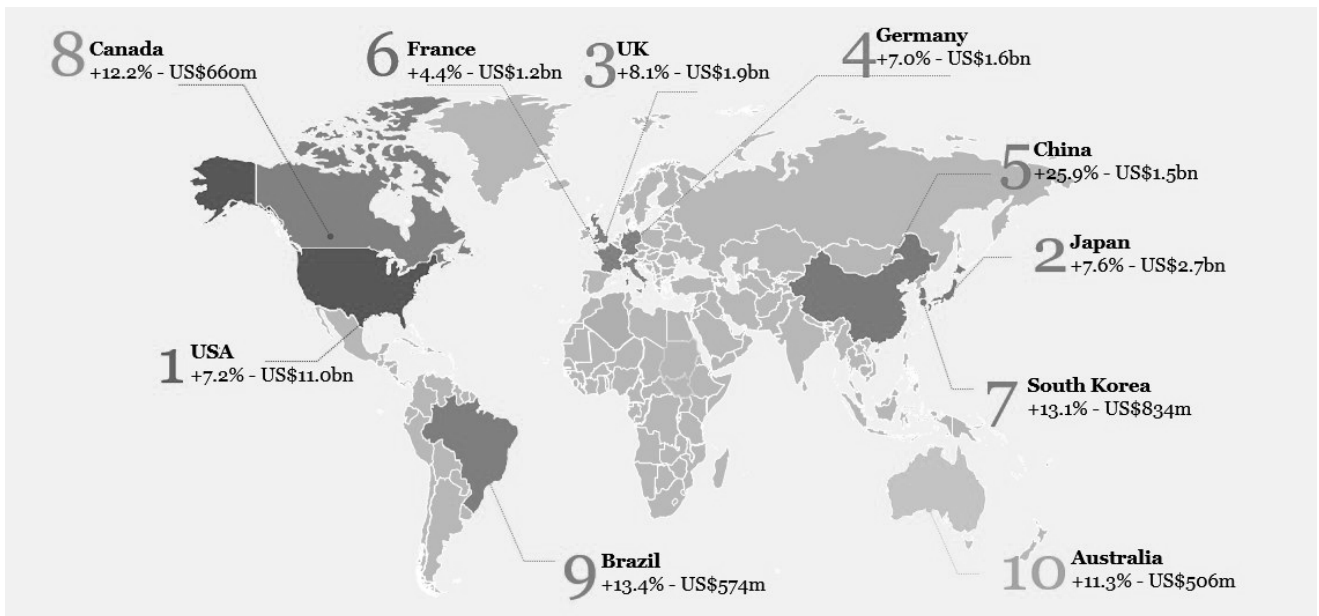 8 Canada
+12.2% - US$660m
6 France
+4.4% - US$1.2bn
3 UK
+8.1% - US$1.9bn
4 Germany
+7.0% - US$1.6bn
5 China
+25.9% - US$1.5bn
2 Japan
+7.6% - US$2.7bn
1 USA
+7.2% - US$11.0bn
7 South Korea
+13.1% - US$834m
9 Brazil
+13.4% - US$574m
10 Australia
+11.3% - US$506m